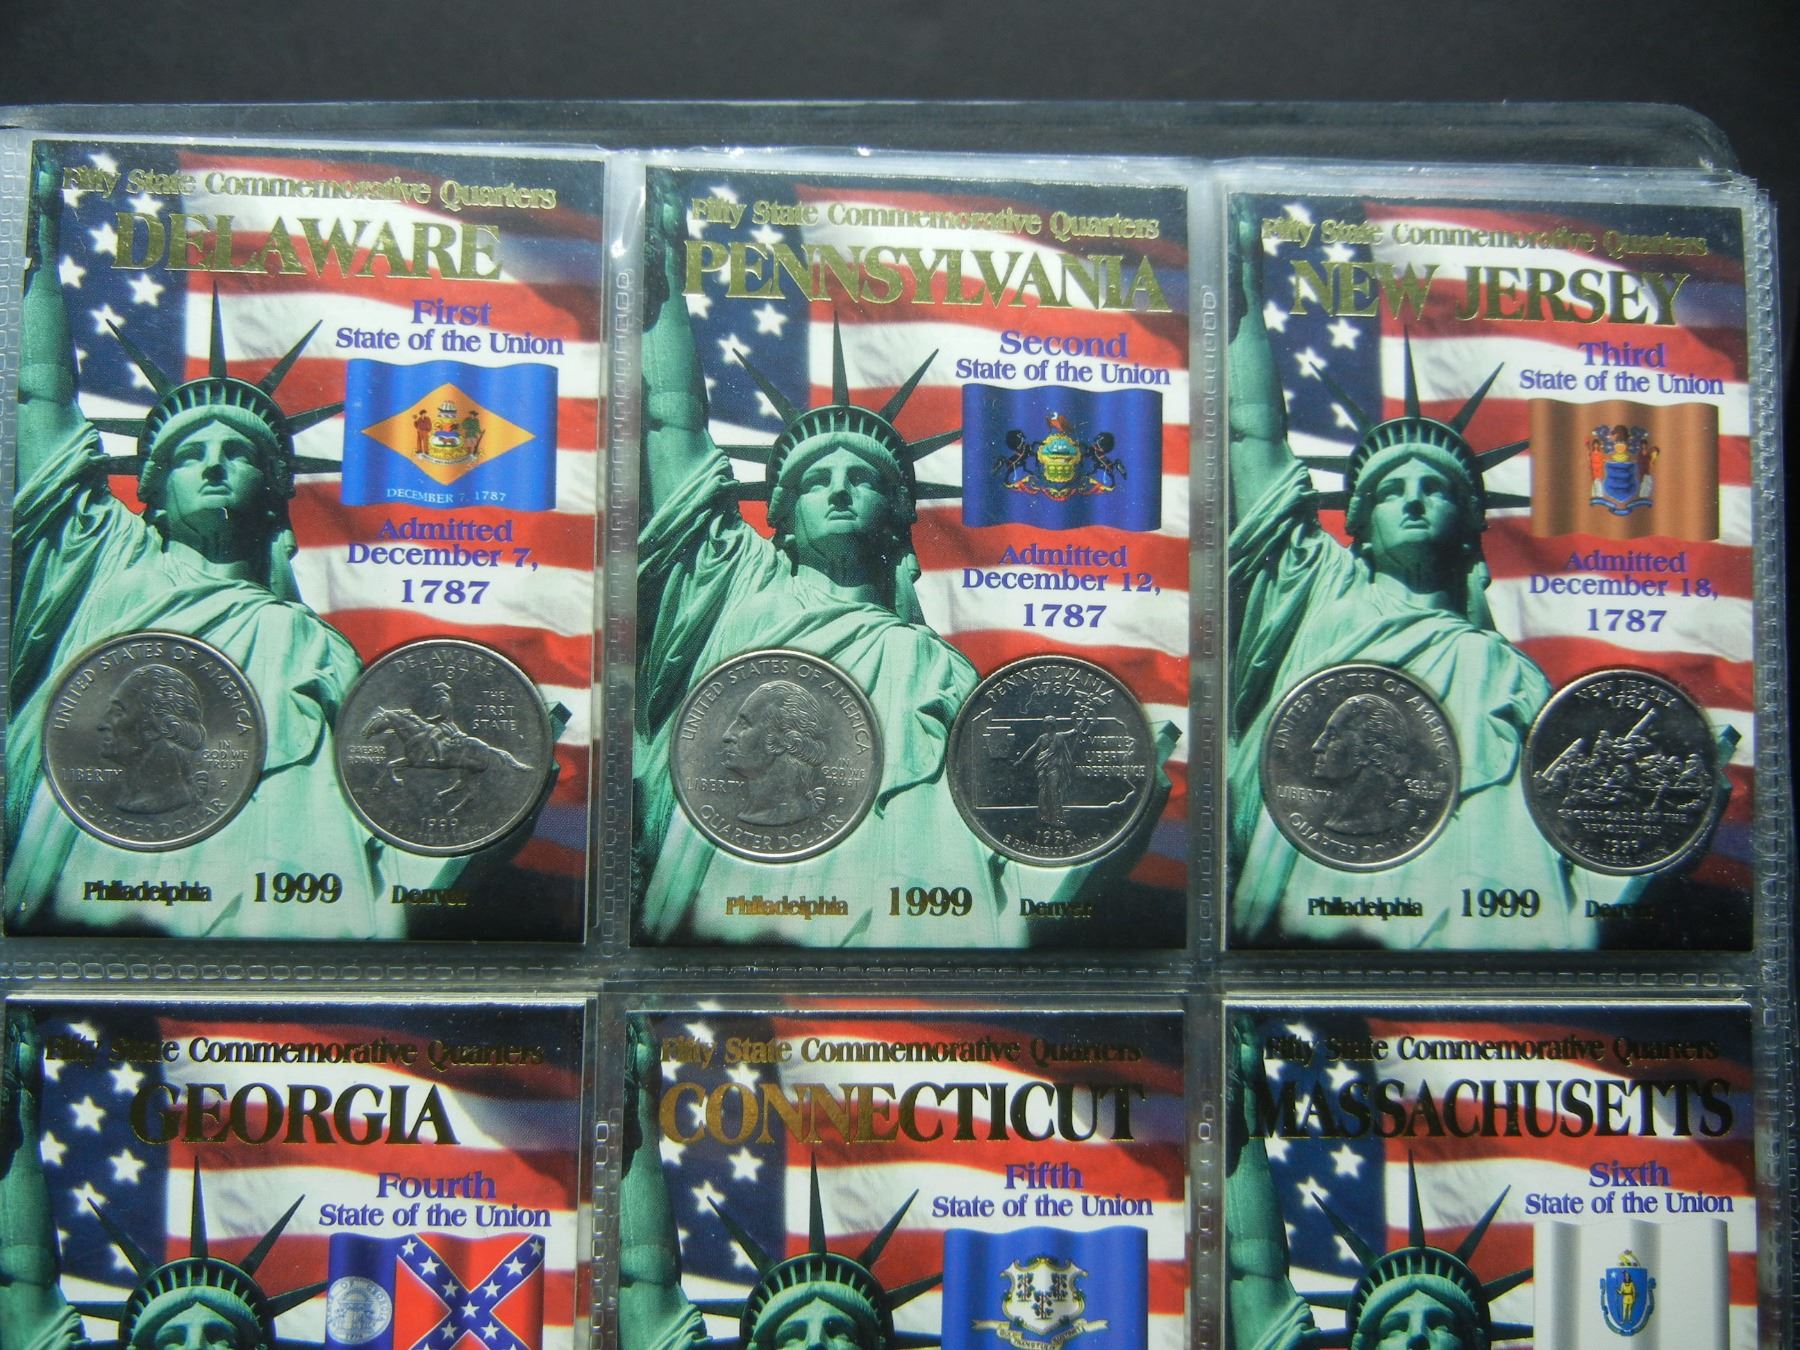 Fifty State Commemorative Quarters
DELAWARE
First
State of the Union
DECEMBER 7, 1787
Admitted
December 7,
1787
UNITED STATES OF AMERICA
LIBERTY
IN
GOD WE
TRUST
P
QUARTER DOLLAR
DELAWARE
1787
THE
FIRST
STATE
CAESAR
RODNEY
1999
Philadelphia
1999
Denver
Fifty State Commemorative Quarters
PENNSYLVANIA
Second
State of the Union
Admitted
December 12,
1787
UNITED STATES OF AMERICA
LIBERTY
IN
GOD WE
TRUST
P
QUARTER DOLLAR
PENNSYLVANIA
1787
VIRTUE
LIBERTY
INDEPENDENCE
1999
E PLURIBUS UNUM
Philadelphia
1999
Denver
Fifty State Commemorative Quarters
NEW JERSEY
Third
State of the Union
Admitted
December 18,
1787
UNITED STATES OF AMERICA
LIBERTY
QUARTER DOLLAR
NEW JERSEY
1787
CROSSROADS OF THE
REVOLUTION
1999
Philadelphia
1999
Denver
Fifty State Commemorative Quarters
GEORGIA
Fourth
State of the Union
Fifty State Commemorative Quarters
CONNECTICUT
Fifth
State of the Union
Fifty State Commemorative Quarters
MASSACHUSETTS
Sixth
State of the Union